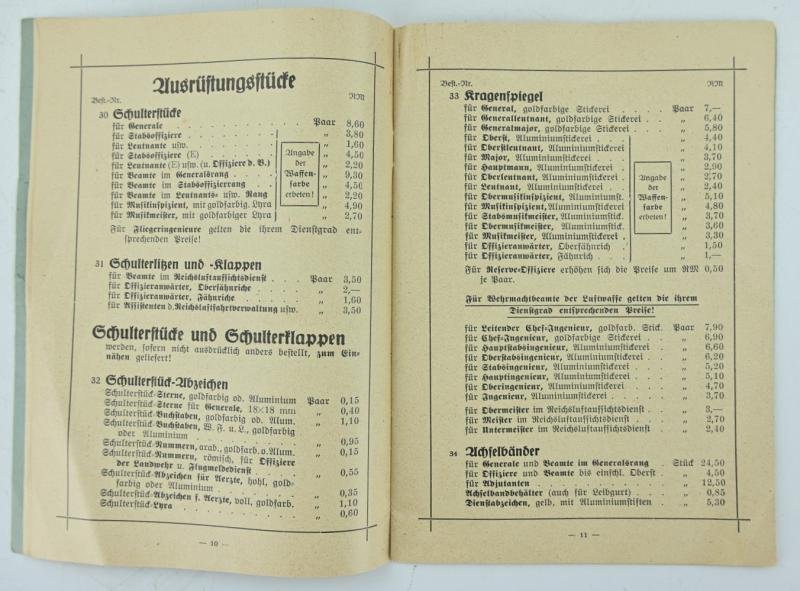 Ausrüstungsstücke
Best.-Nr. RM
30 Schulterstücke
für Generale . . . . . . . . . . . Paar 8,60
für Stabsoffiziere . . . . . . „ 3,80
für Leutnante usw. . . . . . „ 1,60
für Stabsoffiziere (E) . . . . „ 4,50
für Leutnante (E) usw. (u. Offiziere d. B.) „ 2,20
für Beamte im Generalsrang . . „ 9,30
für Beamte im Stabsoffizierrang . . „ 4,50
für Beamte im Leutnants- usw. Rang „ 2,20
für Musikinspizient, mit goldfarbig. Lyra „ 4,90
für Musikmeister, mit goldfarbiger Lyra „ 2,70
Angabe
der
Waffen-
farbe
erbeten!
Für Fliegeringenieure gelten die ihrem Dienstgrad ent-
sprechenden Preise!
31 Schulterlitzen und -Klappen
für Beamte im Reichsluftaufsichtsdienst . . . Paar 3,50
für Offizieranwärter, Oberfähnriche . . . „ 2,—
für Offizieranwärter, Fähnriche . . . . „ 1,60
für Assistenten d. Reichsluftfahrtverwaltung usw. „ 3,50
Schulterstücke und Schulterklappen
werden, sofern nicht ausdrücklich anders bestellt, zum Ein-
nähen geliefert!
32 Schulterstück-Abzeichen
Schulterstück-Sterne, goldfarbig od. Aluminium Paar 0,15
Schulterstück-Sterne für Generale, 18×18 mm „ 0,40
Schulterstück-Buchstaben, goldfarbig od. Alum. „ 1,10
Schulterstück-Buchstaben, W. F. u. L., goldfarbig
oder Aluminium . . . . . . . . „ 0,95
Schulterstück-Nummern, arab., goldfarb. o. Alum. „ 0,15
Schulterstück-Nummern, römisch, für Offiziere
der Landwehr u. Flugmeldedienst . . . „ 0,55
Schulterstück-Abzeichen für Aerzte, hohl, gold-
farbig oder Aluminium . . . . . . „ 0,35
Schulterstück-Abzeichen f. Aerzte, voll, goldfarb. „ 1,10
Schulterstück-Lyra . . . . . . . . „ 0,60
— 10 —
Best.-Nr. RM
33 Kragenspiegel
für General, goldfarbige Stickerei . . . . Paar 7,—
für Generalleutnant, goldfarbige Stickerei . . „ 6,40
für Generalmajor, goldfarbige Stickerei . . „ 5,80
für Oberst, Aluminiumstickerei . . „ 4,40
für Oberstleutnant, Aluminiumstickerei . „ 4,10
für Major, Aluminiumstickerei . . „ 3,70
für Hauptmann, Aluminiumstickerei . „ 2,90
für Oberleutnant, Aluminiumstickerei . „ 2,70
für Leutnant, Aluminiumstickerei . . „ 2,40
für Obermusikinspizient, Aluminiumst. „ 5,10
für Musikinspizient, Aluminiumstickerei „ 4,80
für Stabsmusikmeister, Aluminiumstick. „ 3,70
für Obermusikmeister, Aluminiumstick. „ 3,60
für Musikmeister, Aluminiumstickerei . „ 3,30
für Offizieranwärter, Oberfähnrich . . „ 1,50
für Offizieranwärter, Fähnrich . . . „ 1,—
Angabe
der
Waffen-
farbe
erbeten!
Für Reserve-Offiziere erhöhen sich die Preise um RM 0,50
je Paar.
Für Wehrmachtbeamte der Luftwaffe gelten die ihrem
Dienstgrad entsprechenden Preise!
für Leitender Chef-Ingenieur, goldfarb. Stick. Paar 7,90
für Chef-Ingenieur, goldfarbige Stickerei . . „ 6,90
für Hauptstabsingenieur, Aluminiumstickerei . „ 6,60
für Oberstabsingenieur, Aluminiumstickerei . . „ 6,20
für Stabsingenieur, Aluminiumstickerei . . „ 5,20
für Hauptingenieur, Aluminiumstickerei . . „ 5,10
für Oberingenieur, Aluminiumstickerei . . . „ 4,70
für Ingenieur, Aluminiumstickerei . . . . „ 3,70
für Obermeister im Reichsluftaufsichtsdienst . . „ 3,—
für Meister im Reichsluftaufsichtsdienst . . . „ 2,70
für Untermeister im Reichsluftaufsichtsdienst . . „ 2,40
34 Achselbänder
für Generale und Beamte im Generalsrang . Stück 24,50
für Offiziere und Beamte bis einschl. Oberst . „ 4,50
für Adjutanten . . . . . . . . . „ 12,50
Achselbandbehälter (auch für Leibgurt) . . „ 0,85
Dienstabzeichen, gelb, mit Aluminiumstiften . „ 5,30
— 11 —